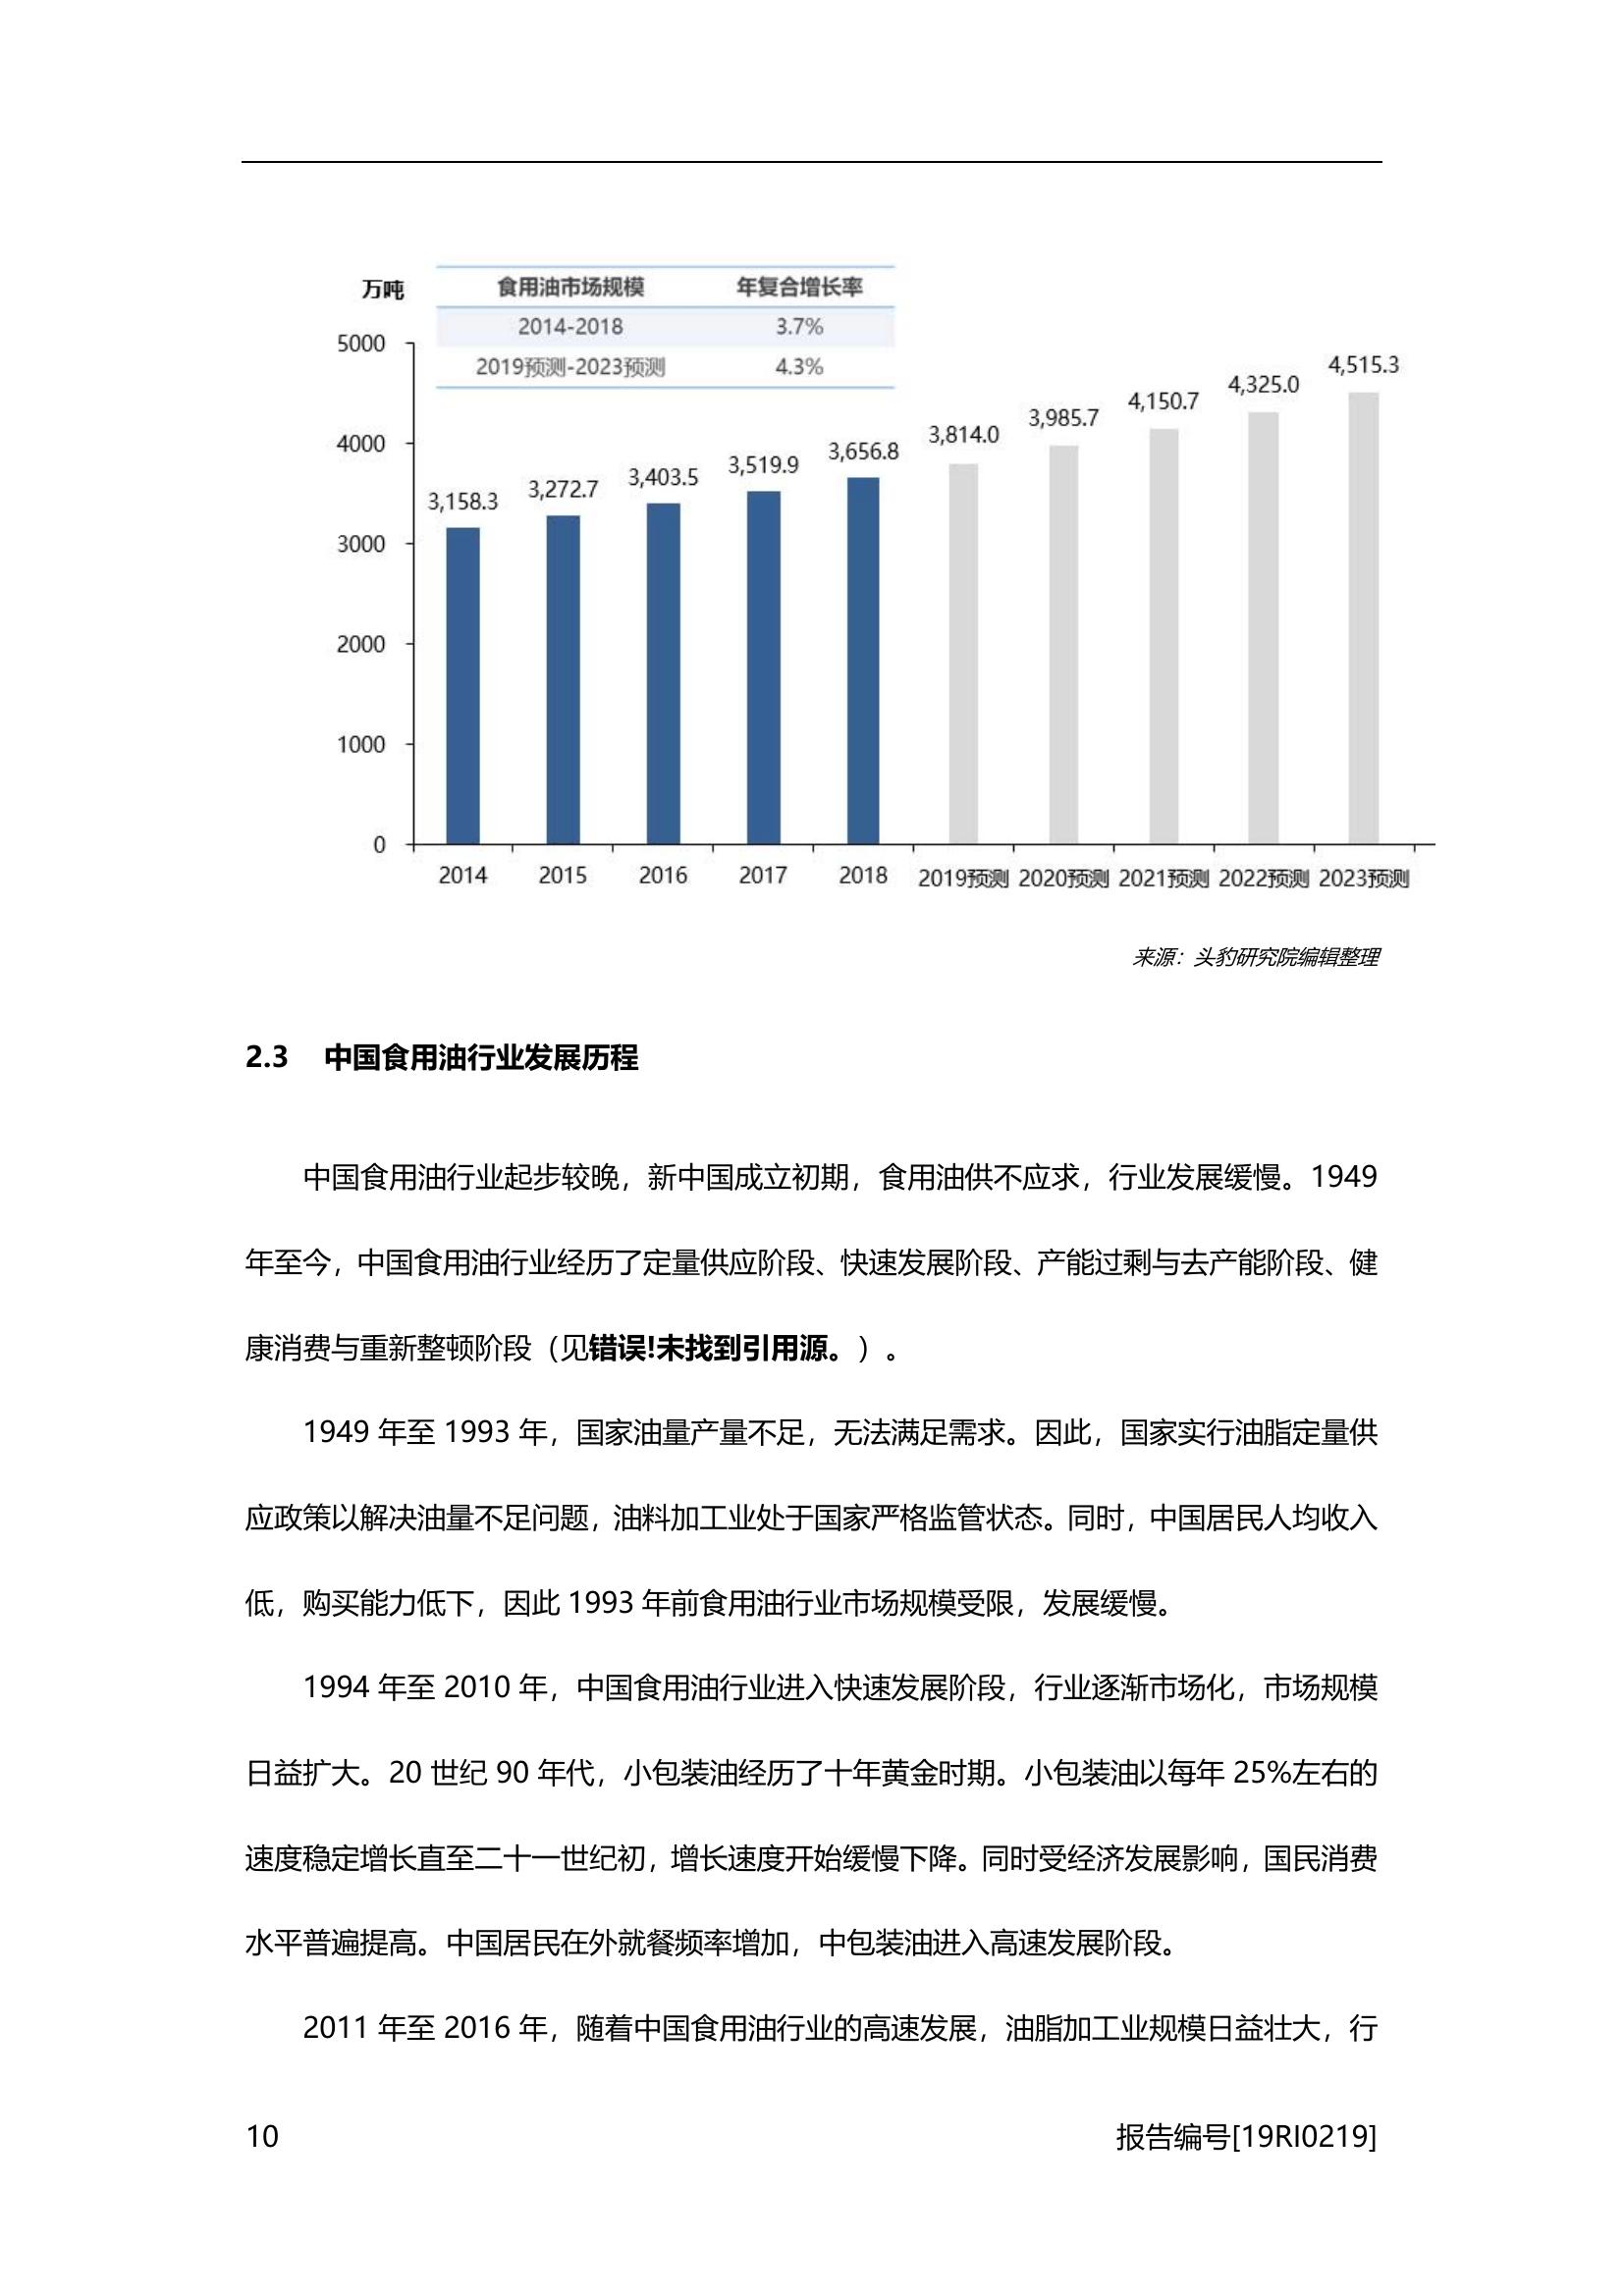 万吨
食用油市场规模 年复合增长率
2014-2018 3.7%
2019预测-2023预测 4.3%
5000
4000
3000
2000
1000
0
3,158.3
3,272.7
3,403.5
3,519.9
3,656.8
3,814.0
3,985.7
4,150.7
4,325.0
4,515.3
2014 2015 2016 2017 2018 2019预测 2020预测 2021预测 2022预测 2023预测
来源：头豹研究院编辑整理
2.3 中国食用油行业发展历程
中国食用油行业起步较晚，新中国成立初期，食用油供不应求，行业发展缓慢。1949
年至今，中国食用油行业经历了定量供应阶段、快速发展阶段、产能过剩与去产能阶段、健
康消费与重新整顿阶段（见错误!未找到引用源。）。
1949 年至 1993 年，国家油量产量不足，无法满足需求。因此，国家实行油脂定量供
应政策以解决油量不足问题，油料加工业处于国家严格监管状态。同时，中国居民人均收入
低，购买能力低下，因此 1993 年前食用油行业市场规模受限，发展缓慢。
1994 年至 2010 年，中国食用油行业进入快速发展阶段，行业逐渐市场化，市场规模
日益扩大。20 世纪 90 年代，小包装油经历了十年黄金时期。小包装油以每年 25%左右的
速度稳定增长直至二十一世纪初，增长速度开始缓慢下降。同时受经济发展影响，国民消费
水平普遍提高。中国居民在外就餐频率增加，中包装油进入高速发展阶段。
2011 年至 2016 年，随着中国食用油行业的高速发展，油脂加工业规模日益壮大，行
10 报告编号[19RI0219]